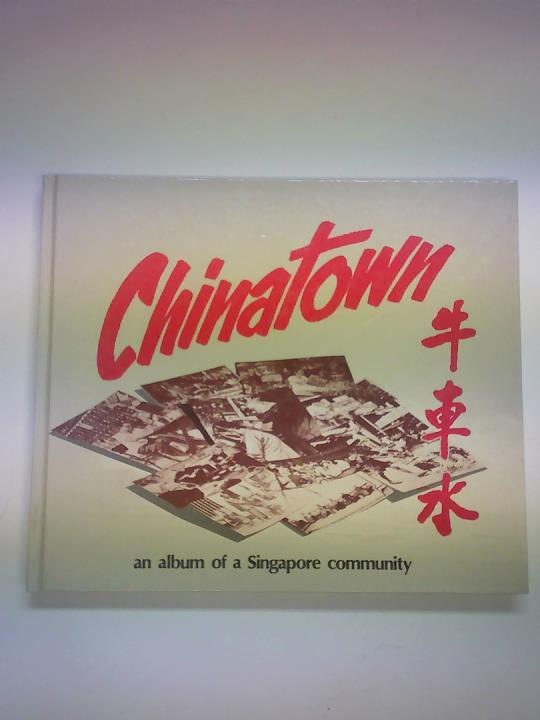 Chinatown
牛車水
an album of a Singapore community